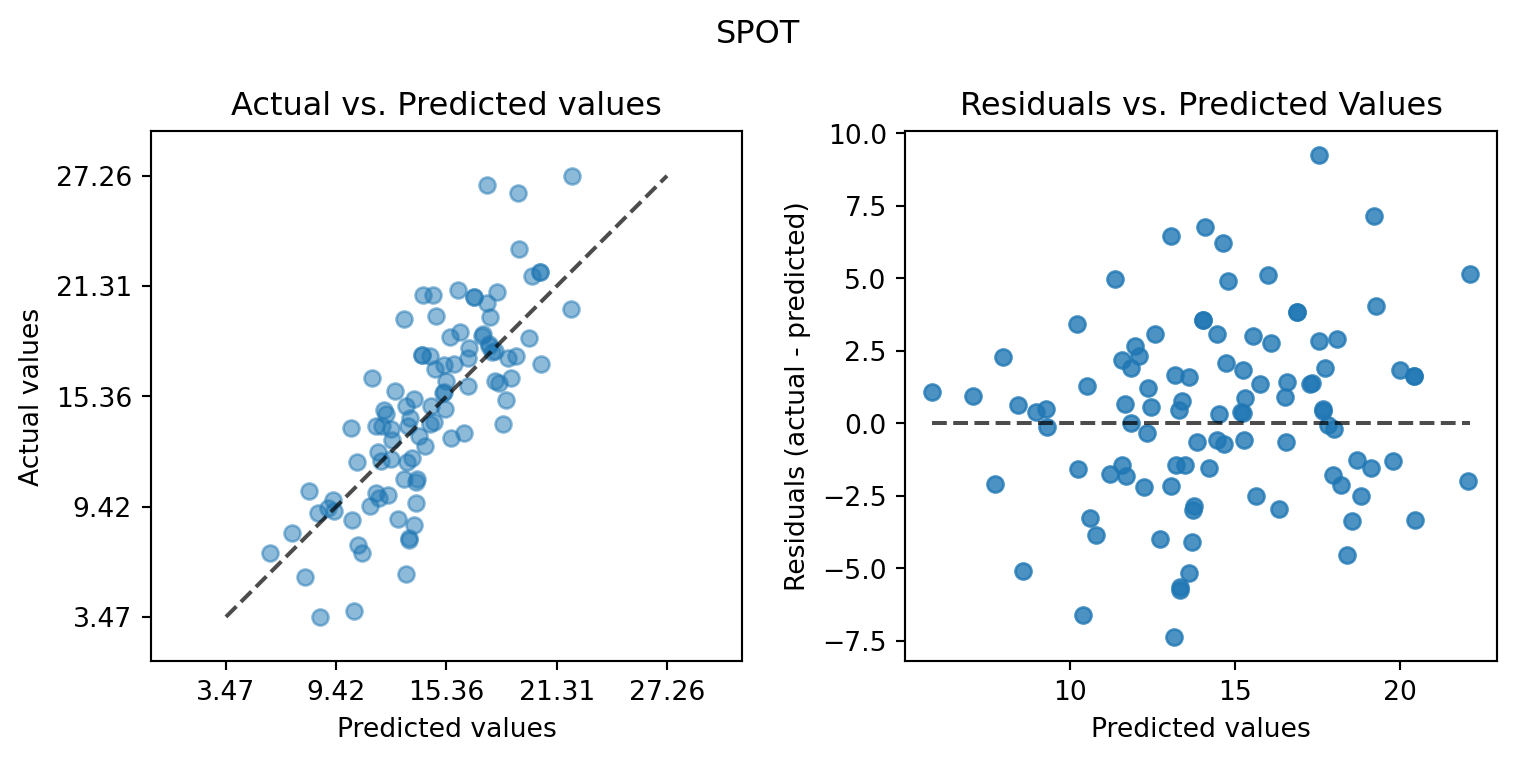 SPOT
Actual vs. Predicted values
27.26
21.31
15.36
9.42
3.47
Actual values
3.47 9.42 15.36 21.31 27.26
Predicted values
Residuals vs. Predicted Values
10.0
7.5
5.0
2.5
0.0
−2.5
−5.0
−7.5
Residuals (actual - predicted)
10 15 20
Predicted values